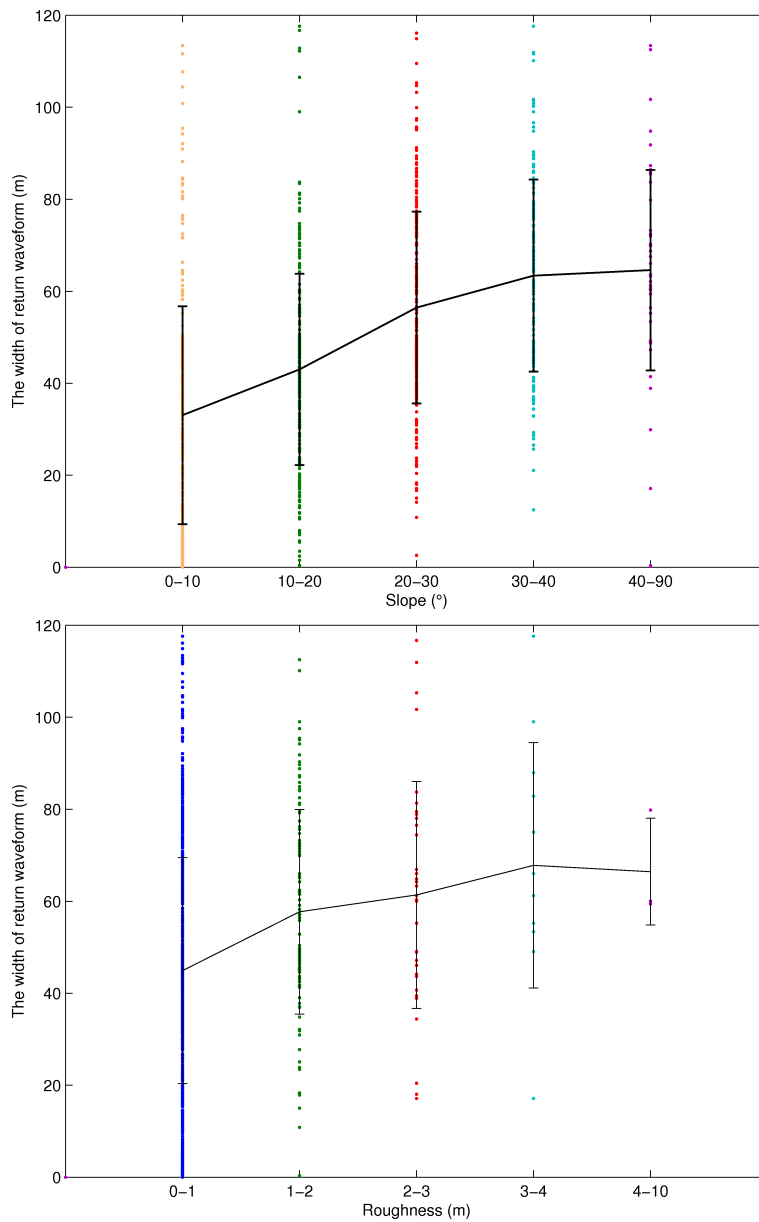 120
100
80
60
40
20
0
The width of return waveform (m)
0−10 10−20 20−30 30−40 40−90
Slope (°)
120
100
80
60
40
20
0
The width of return waveform (m)
0−1 1−2 2−3 3−4 4−10
Roughness (m)